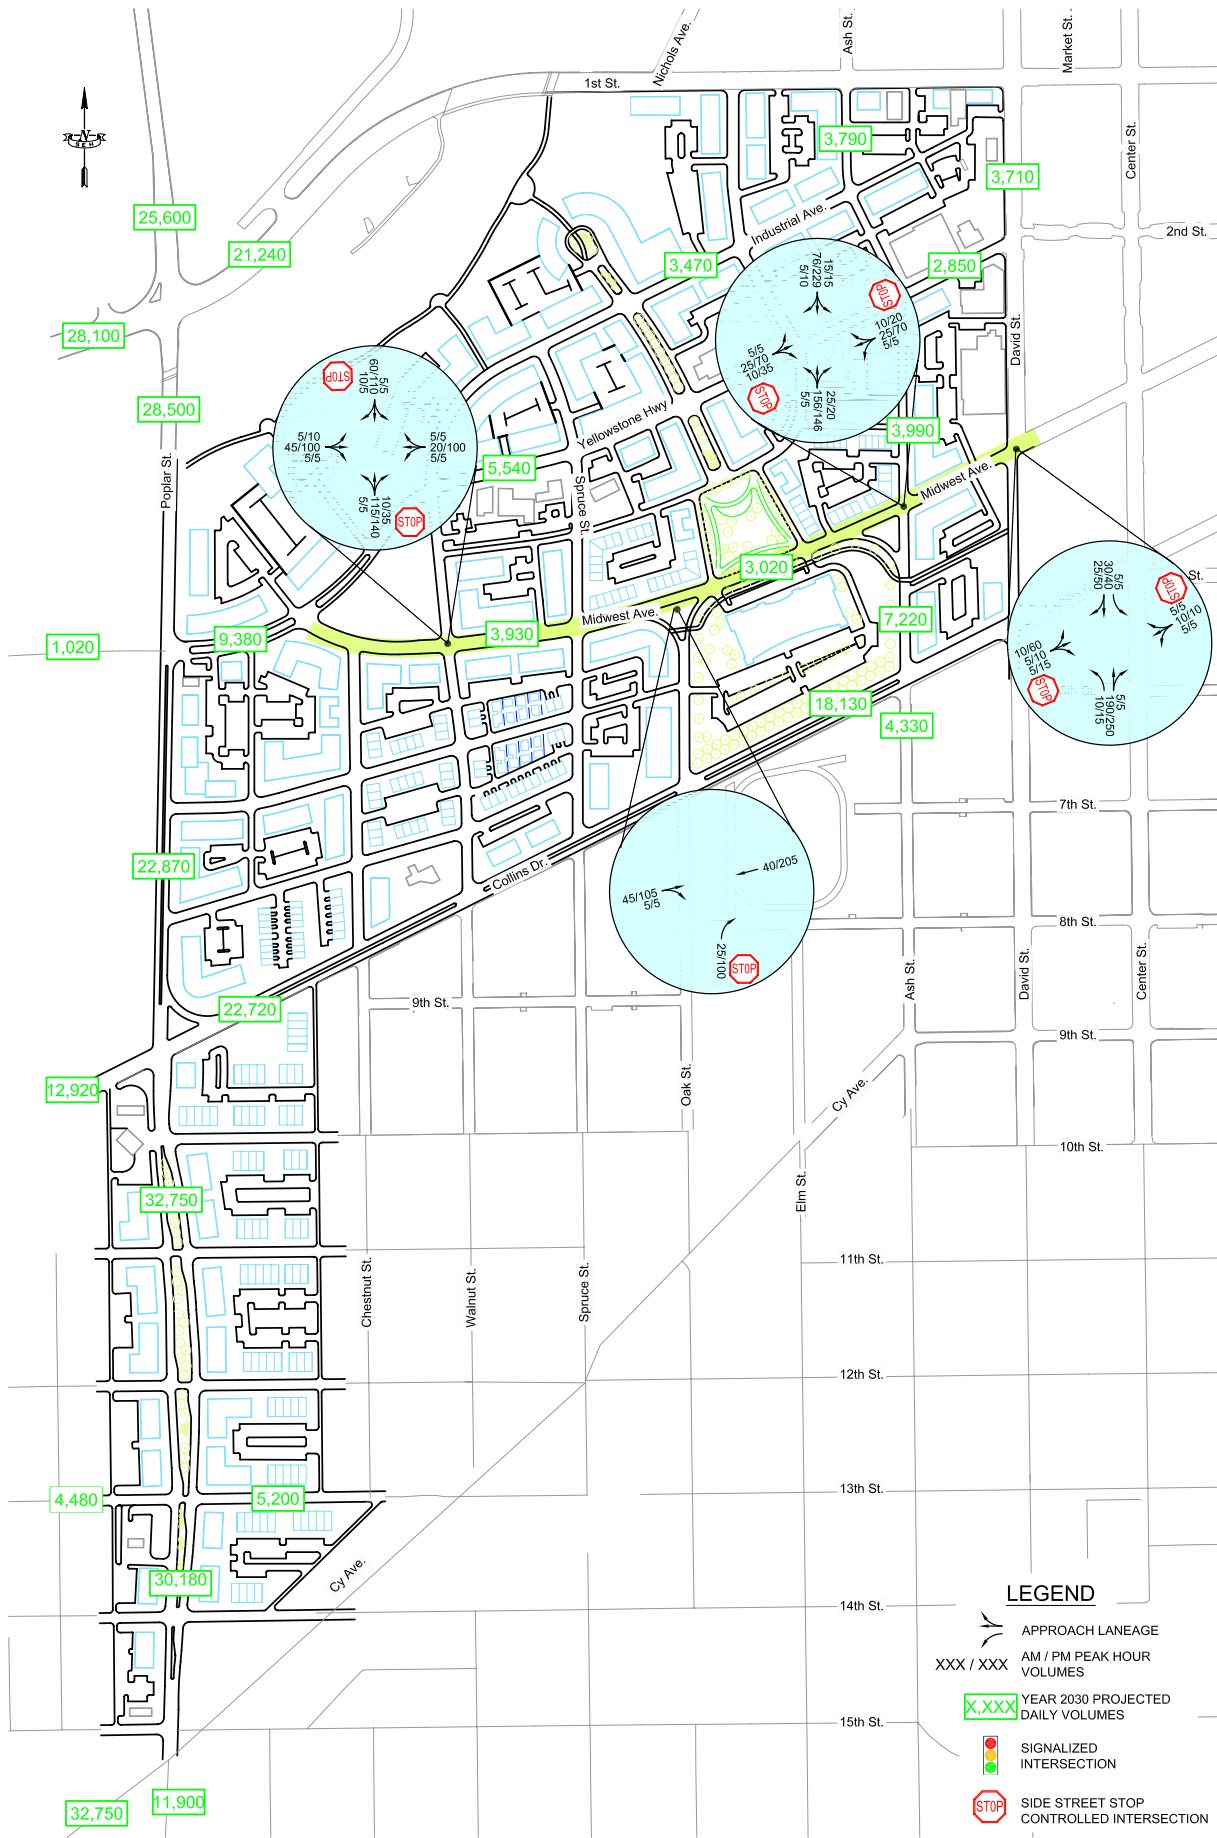 1st St.
Nichols Ave.
Ash St.
Market St.
N
S E H
3,790
Center St.
3,710
25,600
Industrial Ave.
2nd St.
21,240
3,470
2,850
28,100
15/15
76/229
5/10
STOP
10/20
25/70
5/5
5/5
25/70
10/35
STOP
25/20
156/146
5/5
David St.
STOP
5/5
60/110
10/5
5/10
45/100
5/5
5/5
20/100
5/5
10/35
115/140
5/5
STOP
28,500
Yellowstone Hwy
3,990
Poplar St.
5,540
Spruce St.
Midwest Ave.
3,020
5/5
30/40
25/50
STOP
St.
5/5
10/10
5/5
10/60
5/10
5/15
STOP
5/5
190/250
10/15
Midwest Ave.
7,220
1,020
9,380
3,930
18,130
4,330
7th St.
22,870
Collins Dr.
40/205
45/105
5/5
25/100
STOP
8th St.
Ash St.
David St.
Center St.
22,720
9th St.
9th St.
12,920
Oak St.
Cy Ave.
10th St.
32,750
Elm St.
11th St.
Chestnut St.
Walnut St.
Spruce St.
12th St.
4,480
5,200
13th St.
30,180
Cy Ave.
14th St.
LEGEND
APPROACH LANEAGE
XXX / XXX
AM / PM PEAK HOUR
VOLUMES
X,XXX
YEAR 2030 PROJECTED
DAILY VOLUMES
15th St.
SIGNALIZED
INTERSECTION
STOP
SIDE STREET STOP
CONTROLLED INTERSECTION
32,750
11,900